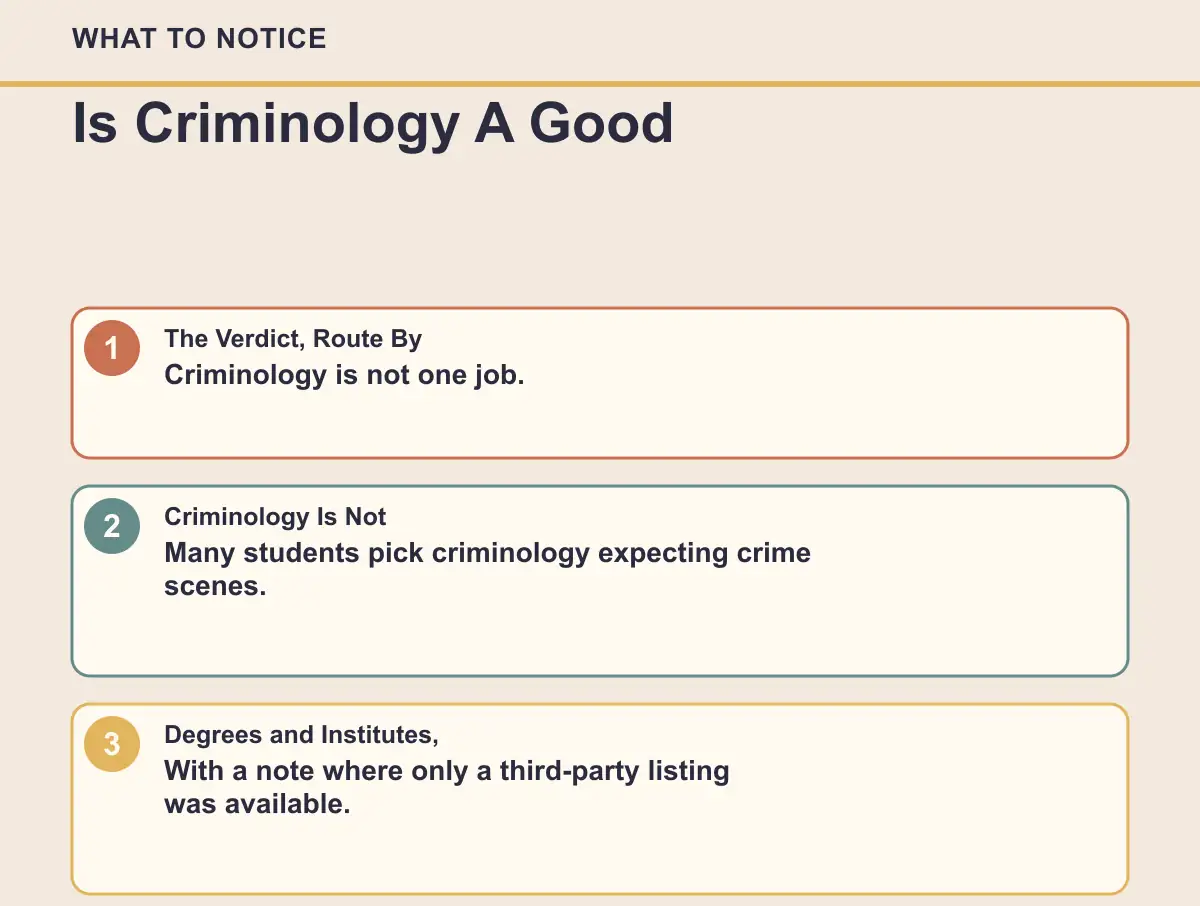 WHAT TO NOTICE
Is Criminology A Good
1
The Verdict, Route By
Criminology is not one job.
2
Criminology Is Not
Many students pick criminology expecting crime
scenes.
3
Degrees and Institutes,
With a note where only a third-party listing
was available.